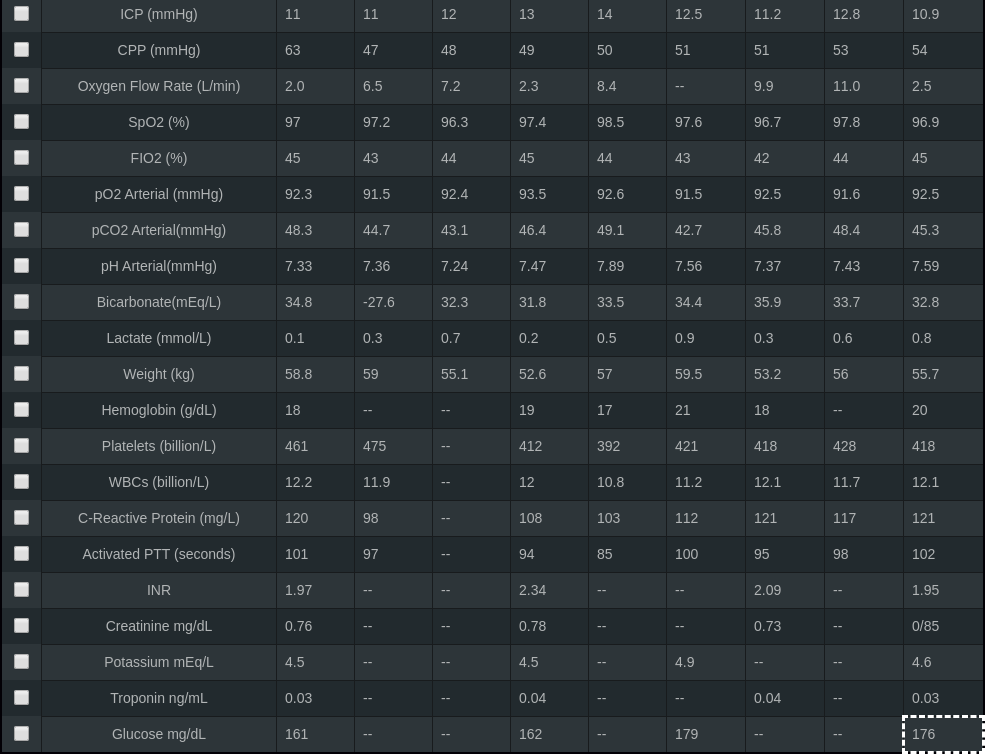 ICP (mmHg) 11 11 12 13 14 12.5 11.2 12.8 10.9
CPP (mmHg) 63 47 48 49 50 51 51 53 54
Oxygen Flow Rate (L/min) 2.0 6.5 7.2 2.3 8.4 -- 9.9 11.0 2.5
SpO2 (%) 97 97.2 96.3 97.4 98.5 97.6 96.7 97.8 96.9
FIO2 (%) 45 43 44 45 44 43 42 44 45
pO2 Arterial (mmHg) 92.3 91.5 92.4 93.5 92.6 91.5 92.5 91.6 92.5
pCO2 Arterial(mmHg) 48.3 44.7 43.1 46.4 49.1 42.7 45.8 48.4 45.3
pH Arterial(mmHg) 7.33 7.36 7.24 7.47 7.89 7.56 7.37 7.43 7.59
Bicarbonate(mEq/L) 34.8 -27.6 32.3 31.8 33.5 34.4 35.9 33.7 32.8
Lactate (mmol/L) 0.1 0.3 0.7 0.2 0.5 0.9 0.3 0.6 0.8
Weight (kg) 58.8 59 55.1 52.6 57 59.5 53.2 56 55.7
Hemoglobin (g/dL) 18 -- -- 19 17 21 18 -- 20
Platelets (billion/L) 461 475 -- 412 392 421 418 428 418
WBCs (billion/L) 12.2 11.9 -- 12 10.8 11.2 12.1 11.7 12.1
C-Reactive Protein (mg/L) 120 98 -- 108 103 112 121 117 121
Activated PTT (seconds) 101 97 -- 94 85 100 95 98 102
INR 1.97 -- -- 2.34 -- -- 2.09 -- 1.95
Creatinine mg/dL 0.76 -- -- 0.78 -- -- 0.73 -- 0/85
Potassium mEq/L 4.5 -- -- 4.5 -- 4.9 -- -- 4.6
Troponin ng/mL 0.03 -- -- 0.04 -- -- 0.04 -- 0.03
Glucose mg/dL 161 -- -- 162 -- 179 -- -- 176